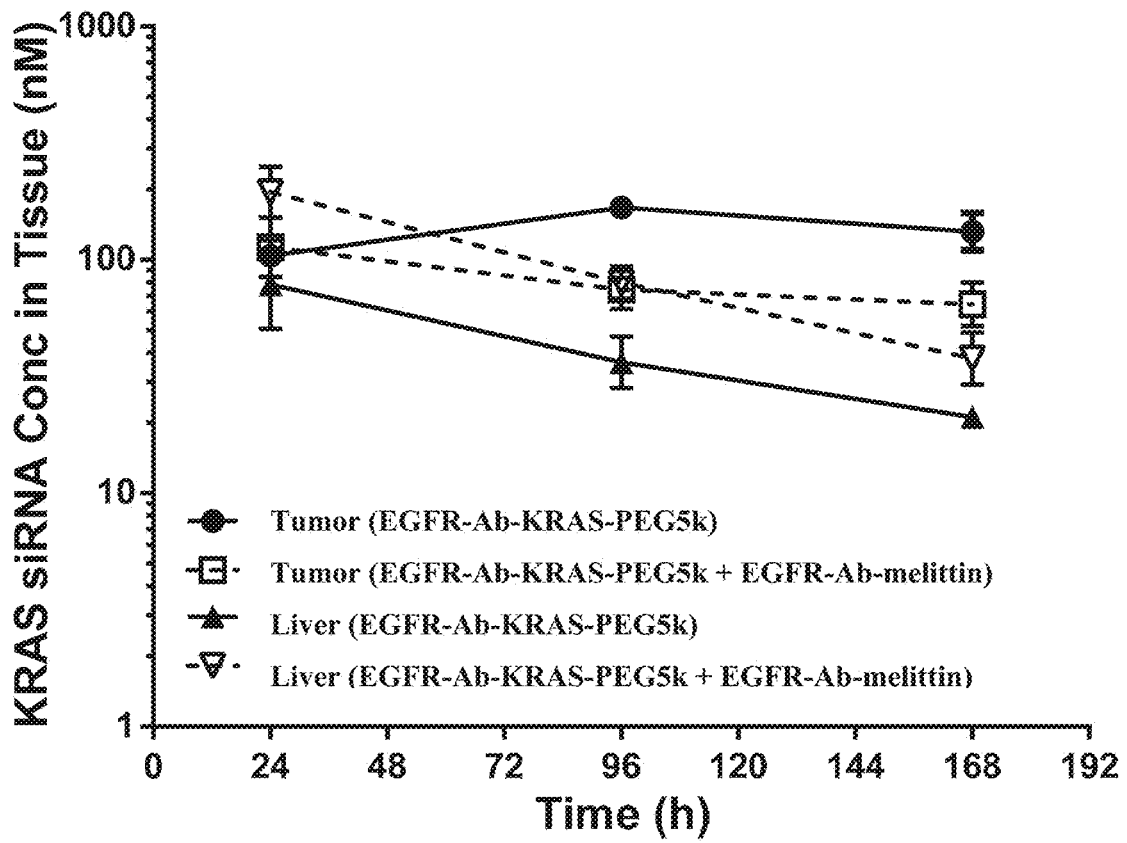 KRAS siRNA Conc in Tissue (nM)
1000
100
10
1
Tumor (EGFR-Ab-KRAS-PEG5k)
Tumor (EGFR-Ab-KRAS-PEG5k + EGFR-Ab-melittin)
Liver (EGFR-Ab-KRAS-PEG5k)
Liver (EGFR-Ab-KRAS-PEG5k + EGFR-Ab-melittin)
0 24 48 72 96 120 144 168 192
Time (h)